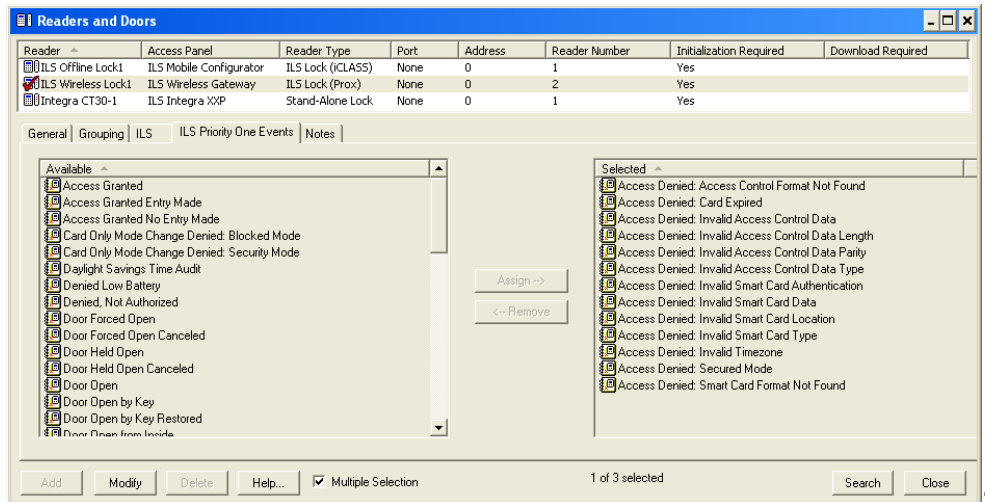 Readers and Doors
Reader Access Panel Reader Type Port Address Reader Number Initialization Required Download Required
ILS Offline Lock1 ILS Mobile Configurator ILS Lock (iCLASS) None 0 1 Yes
ILS Wireless Lock1 ILS Wireless Gateway ILS Lock (Prox) None 0 2 Yes
Integra CT30-1 ILS Integra XXP Stand-Alone Lock None 0 1 Yes
General Grouping ILS ILS Priority One Events Notes
Available
Access Granted
Access Granted Entry Made
Access Granted No Entry Made
Card Only Mode Change Denied: Blocked Mode
Card Only Mode Change Denied: Security Mode
Daylight Savings Time Audit
Denied Low Battery
Denied, Not Authorized
Door Forced Open
Door Forced Open Canceled
Door Held Open
Door Held Open Canceled
Door Open
Door Open by Key
Door Open by Key Restored
Door Open from Inside
Assign -->
<-- Remove
Selected
Access Denied: Access Control Format Not Found
Access Denied: Card Expired
Access Denied: Invalid Access Control Data
Access Denied: Invalid Access Control Data Length
Access Denied: Invalid Access Control Data Parity
Access Denied: Invalid Access Control Data Type
Access Denied: Invalid Smart Card Authentication
Access Denied: Invalid Smart Card Data
Access Denied: Invalid Smart Card Location
Access Denied: Invalid Smart Card Type
Access Denied: Invalid Timezone
Access Denied: Secured Mode
Access Denied: Smart Card Format Not Found
Add Modify Delete Help... Multiple Selection 1 of 3 selected Search Close